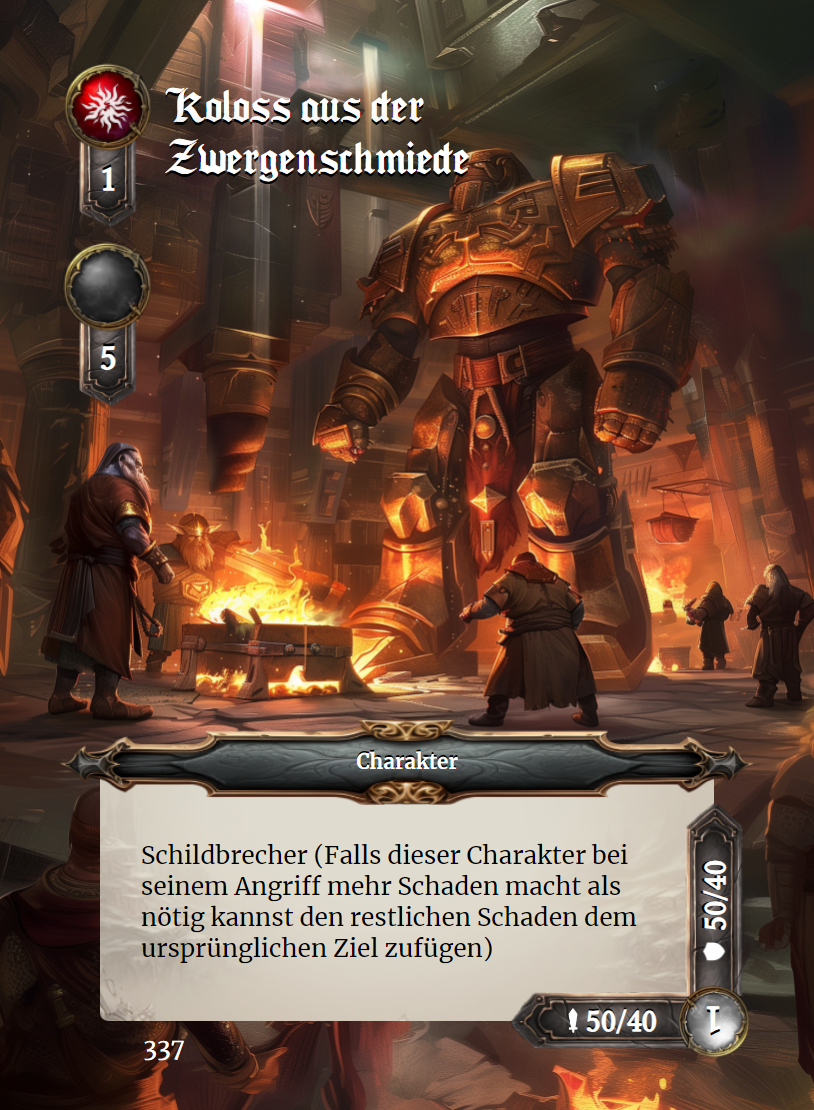 Koloss aus der
Zwergenschmiede
1
5
Charakter
Schildbrecher (Falls dieser Charakter bei
seinem Angriff mehr Schaden macht als
nötig kannst den restlichen Schaden dem
ursprünglichen Ziel zufügen)
50/40
50/40
1
337